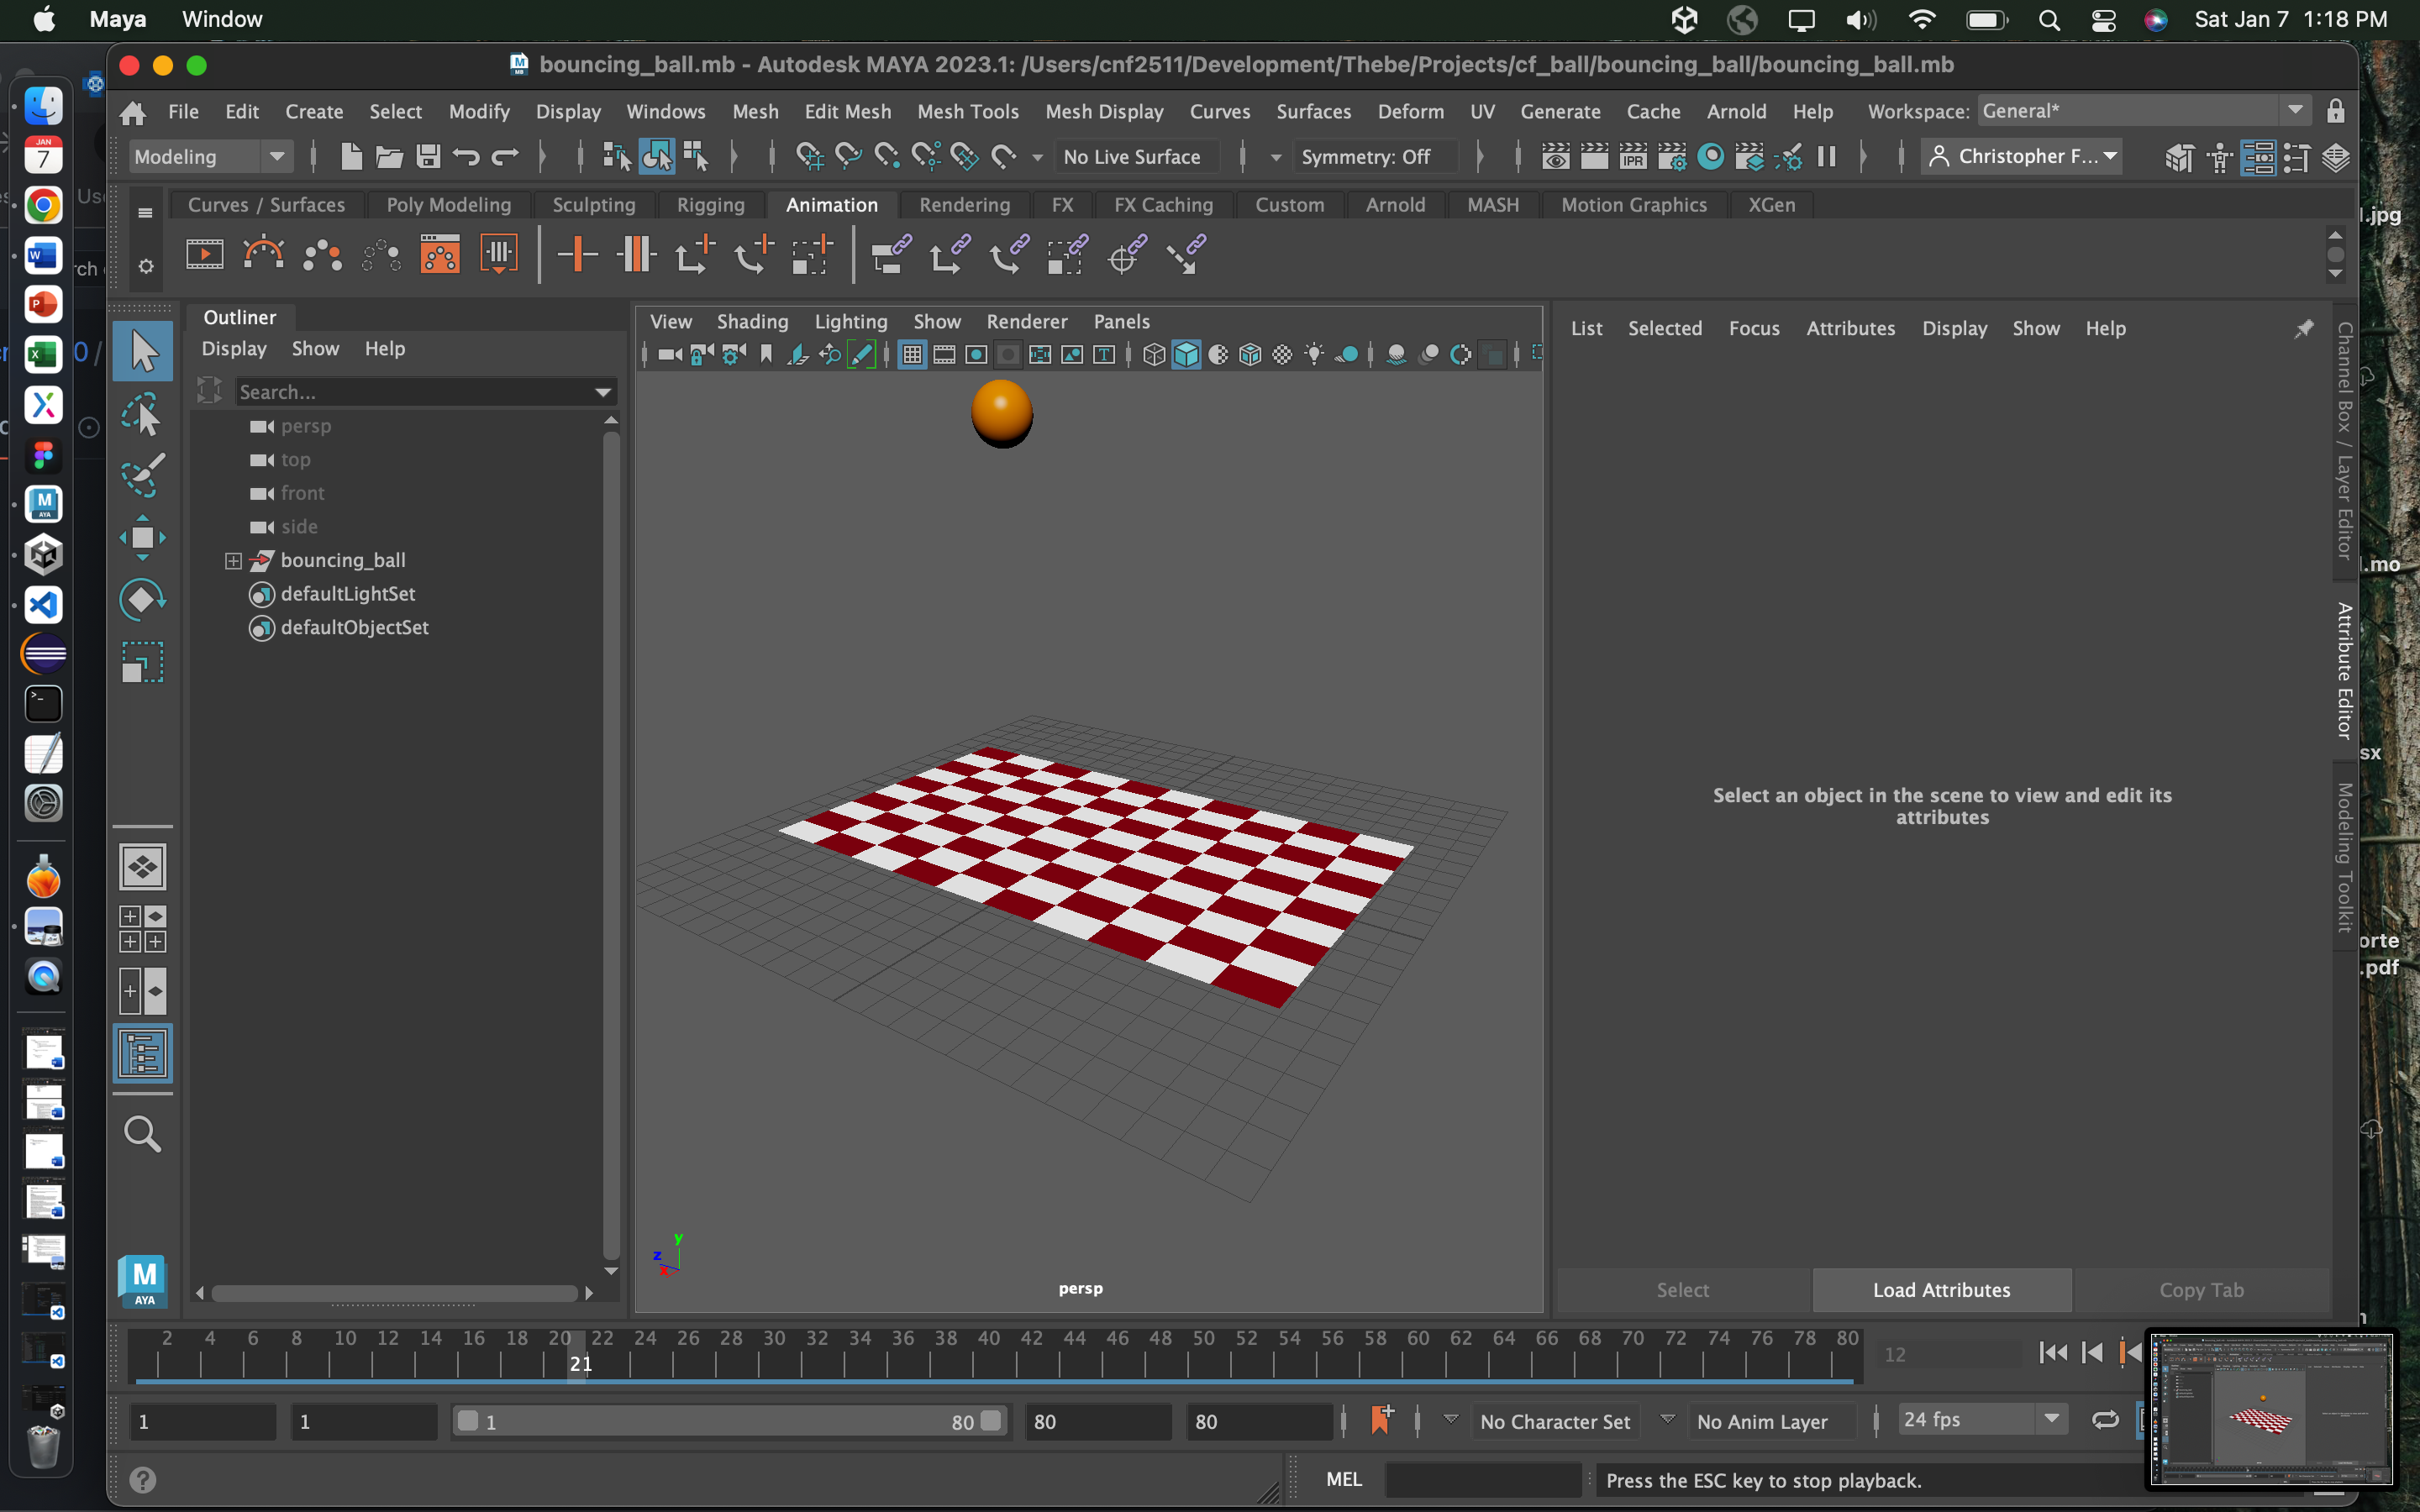 Maya Window Sat Jan 7 1:18 PM
bouncing_ball.mb - Autodesk MAYA 2023.1: /Users/cnf2511/Development/Thebe/Projects/cf_ball/bouncing_ball/bouncing_ball.mb
File Edit Create Select Modify Display Windows Mesh Edit Mesh Mesh Tools Mesh Display Curves Surfaces Deform UV Generate Cache Arnold Help Workspace: General*
Modeling No Live Surface Symmetry: Off IPR Christopher F...
Curves / Surfaces Poly Modeling Sculpting Rigging Animation Rendering FX FX Caching Custom Arnold MASH Motion Graphics XGen
JAN
7
Us
rch
.jpg
Outliner
Display Show Help
Search...
persp
top
front
side
bouncing_ball
defaultLightSet
defaultObjectSet
View Shading Lighting Show Renderer Panels
y
z
x
persp
List Selected Focus Attributes Display Show Help
Select an object in the scene to view and edit its
attributes
Select Load Attributes Copy Tab
Channel Box / Layer Editor
Attribute Editor
Modeling Toolkit
.mo
sx
orte
.pdf
M
AYA
2 4 6 8 10 12 14 16 18 20 22 24 26 28 30 32 34 36 38 40 42 44 46 48 50 52 54 56 58 60 62 64 66 68 70 72 74 76 78 80
21
12
1 1 1 80 80 80 No Character Set No Anim Layer 24 fps
MEL Press the ESC key to stop playback.